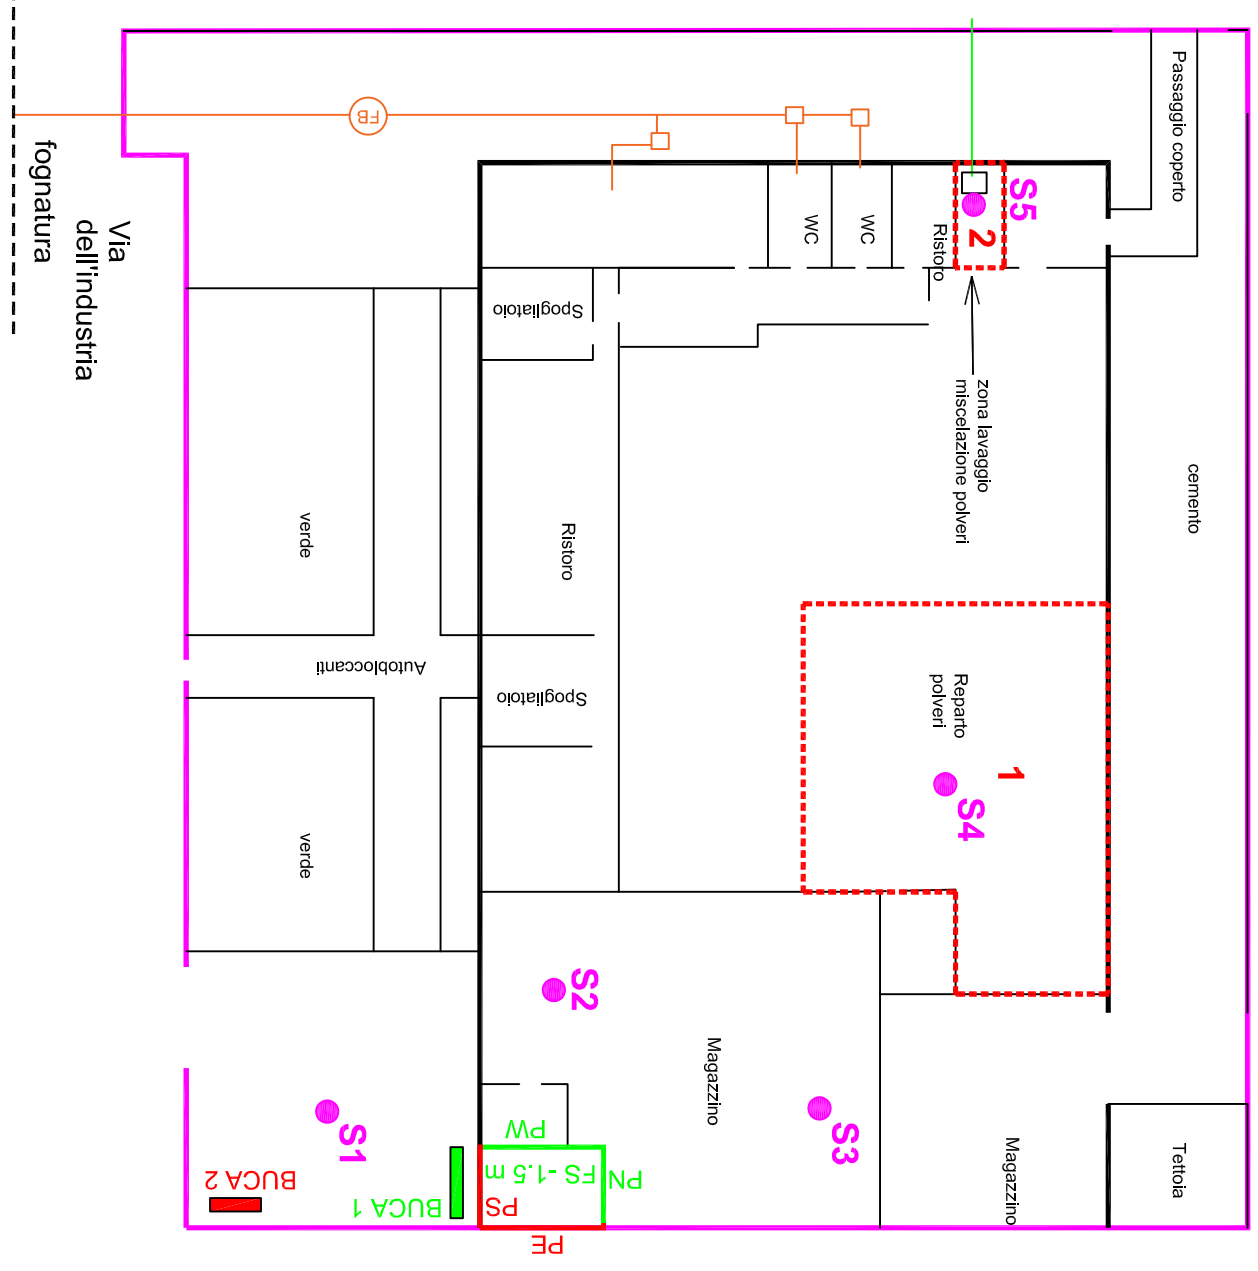 Passaggio coperto
FB
fognatura
Via
dell'industria
S5
2
WC
WC
Ristoro
Spogliatoio
zona lavaggio
miscelazione polveri
cemento
verde
Ristoro
Autobloccanti
Spogliatoio
Reparto
polveri
1
S4
verde
S2
Magazzino
S3
S1
PW
FS -1.5 m
PN
PS
PE
BUCA 2
BUCA 1
Magazzino
Tettoia